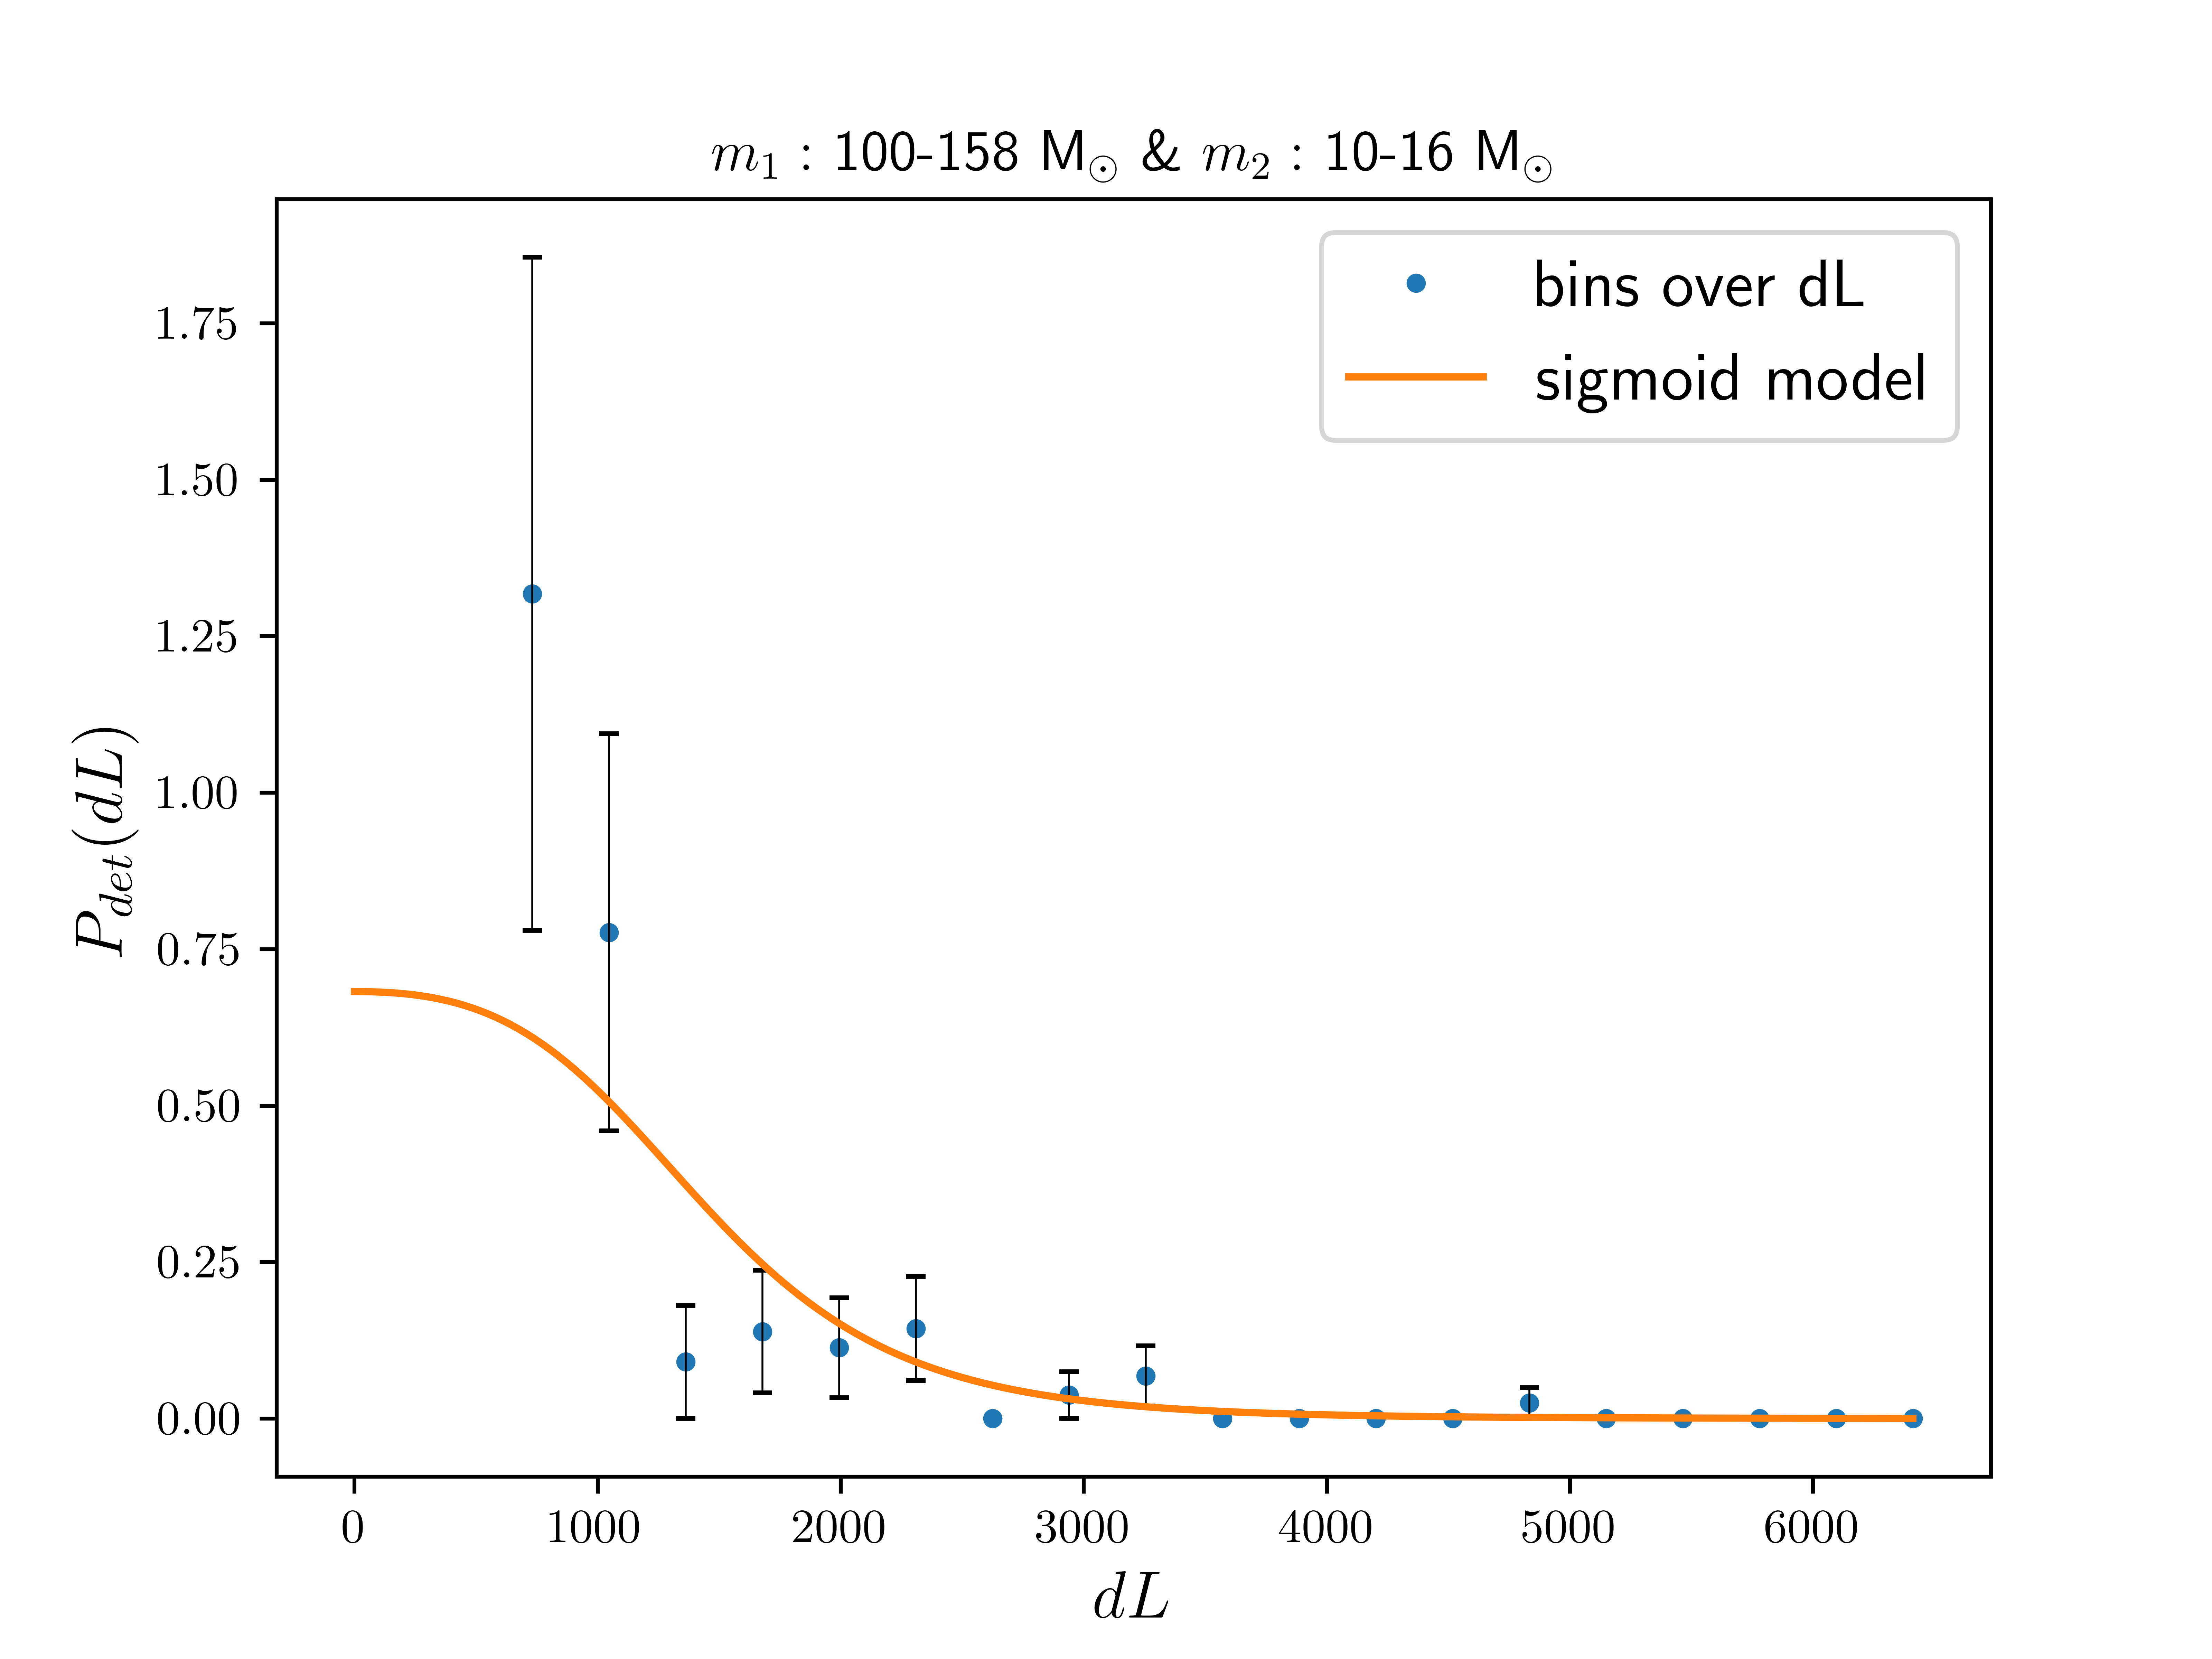 m₁ : 100-158 M⊙ & m₂ : 10-16 M⊙
bins over dL
sigmoid model
1.75
1.50
1.25
1.00
0.75
0.50
0.25
0.00
P_det(dL)
0 1000 2000 3000 4000 5000 6000
dL